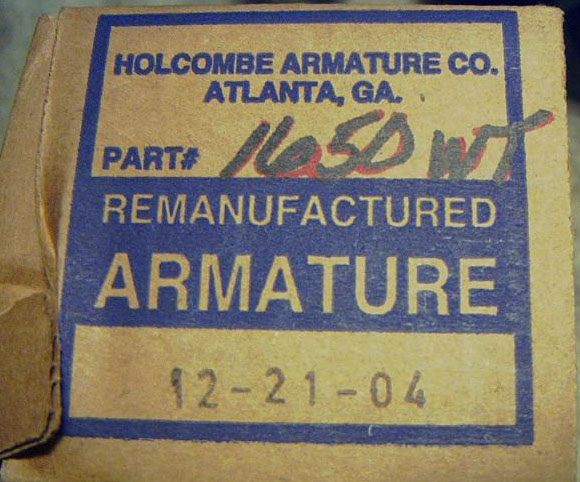 HOLCOMBE ARMATURE CO.
ATLANTA, GA.
PART# 1650 WT
REMANUFACTURED
ARMATURE
12-21-04